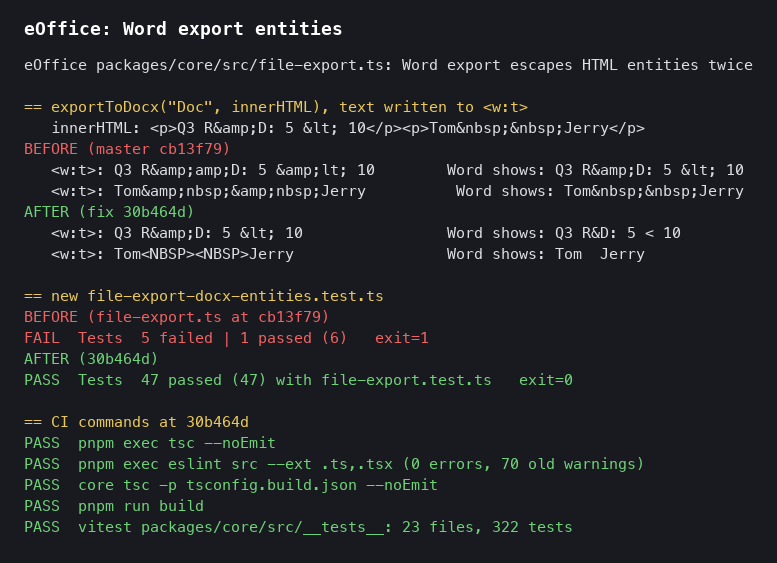 eOffice: Word export entities
eOffice packages/core/src/file-export.ts: Word export escapes HTML entities twice
== exportToDocx("Doc", innerHTML), text written to <w:t>
innerHTML: <p>Q3 R&amp;D: 5 &lt; 10</p><p>Tom&nbsp;&nbsp;Jerry</p>
BEFORE (master cb13f79)
<w:t>: Q3 R&amp;amp;D: 5 &amp;lt; 10        Word shows: Q3 R&amp;D: 5 &lt; 10
<w:t>: Tom&amp;nbsp;&amp;nbsp;Jerry          Word shows: Tom&nbsp;&nbsp;Jerry
AFTER (fix 30b464d)
<w:t>: Q3 R&amp;D: 5 &lt; 10                Word shows: Q3 R&D: 5 < 10
<w:t>: Tom<NBSP><NBSP>Jerry                 Word shows: Tom  Jerry
== new file-export-docx-entities.test.ts
BEFORE (file-export.ts at cb13f79)
FAIL  Tests  5 failed | 1 passed (6)   exit=1
AFTER (30b464d)
PASS  Tests  47 passed (47) with file-export.test.ts   exit=0
== CI commands at 30b464d
PASS  pnpm exec tsc --noEmit
PASS  pnpm exec eslint src --ext .ts,.tsx (0 errors, 70 old warnings)
PASS  core tsc -p tsconfig.build.json --noEmit
PASS  pnpm run build
PASS  vitest packages/core/src/__tests__: 23 files, 322 tests